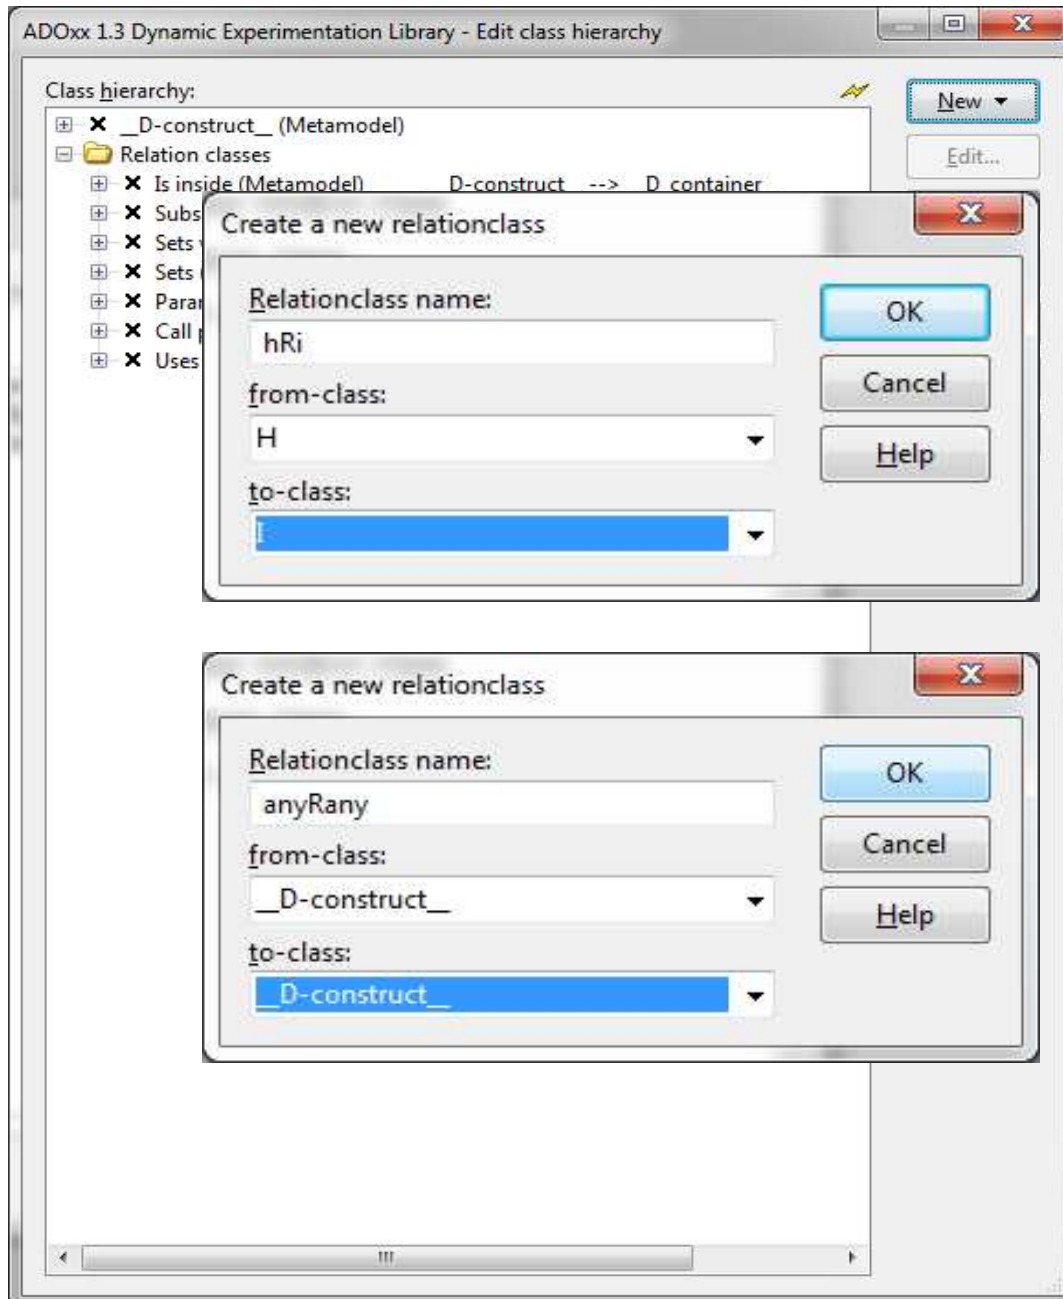 ADOxx 1.3 Dynamic Experimentation Library - Edit class hierarchy
Class hierarchy:
New
__D-construct__ (Metamodel)
Relation classes
Edit...
Is inside (Metamodel) D-construct --> D container
Subs
Sets
Sets
Para
Call
Uses
Create a new relationclass
Relationclass name:
hRi
OK
from-class:
Cancel
H
Help
to-class:
I
Create a new relationclass
Relationclass name:
anyRany
OK
from-class:
Cancel
__D-construct__
Help
to-class:
__D-construct__